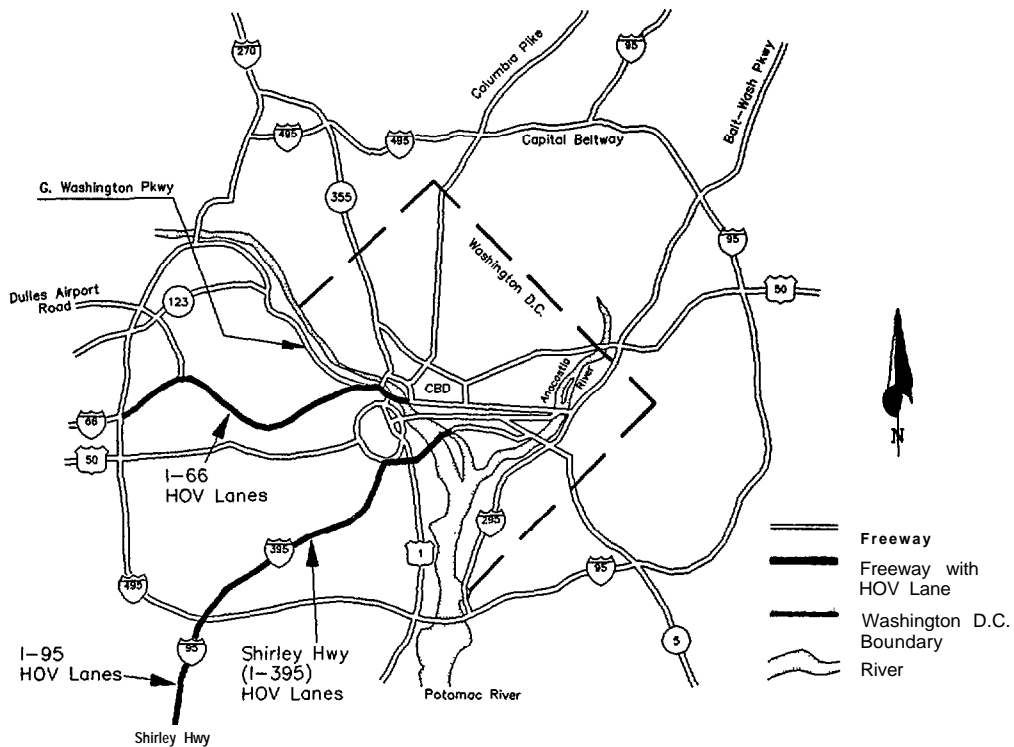 270
Columbia Pike
95
Balt-Wash Pkwy
495
495
Capital Beltway
G. Washington Pkwy
355
Washington D.C.
95
50
Dulles Airport
Road
123
CBD
Anacostia
River
66
50
I-66
HOV Lanes
N
395
1
295
95
495
Freeway
Freeway with
HOV Lane
Washington D.C.
Boundary
River
5
95
I-95
HOV Lanes
Shirley Hwy
(I-395)
HOV Lanes
Potomac River
Shirley Hwy